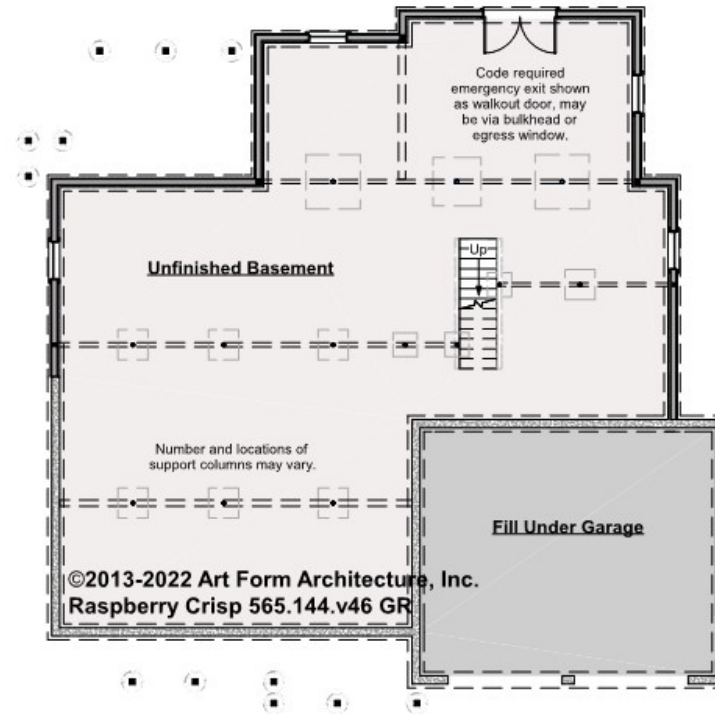 Code required
emergency exit shown
as walkout door, may
be via bulkhead or
egress window.
Up
Unfinished Basement
Number and locations of
support columns may vary.
Fill Under Garage
©2013-2022 Art Form Architecture, Inc.
Raspberry Crisp 565.144.v46 GR